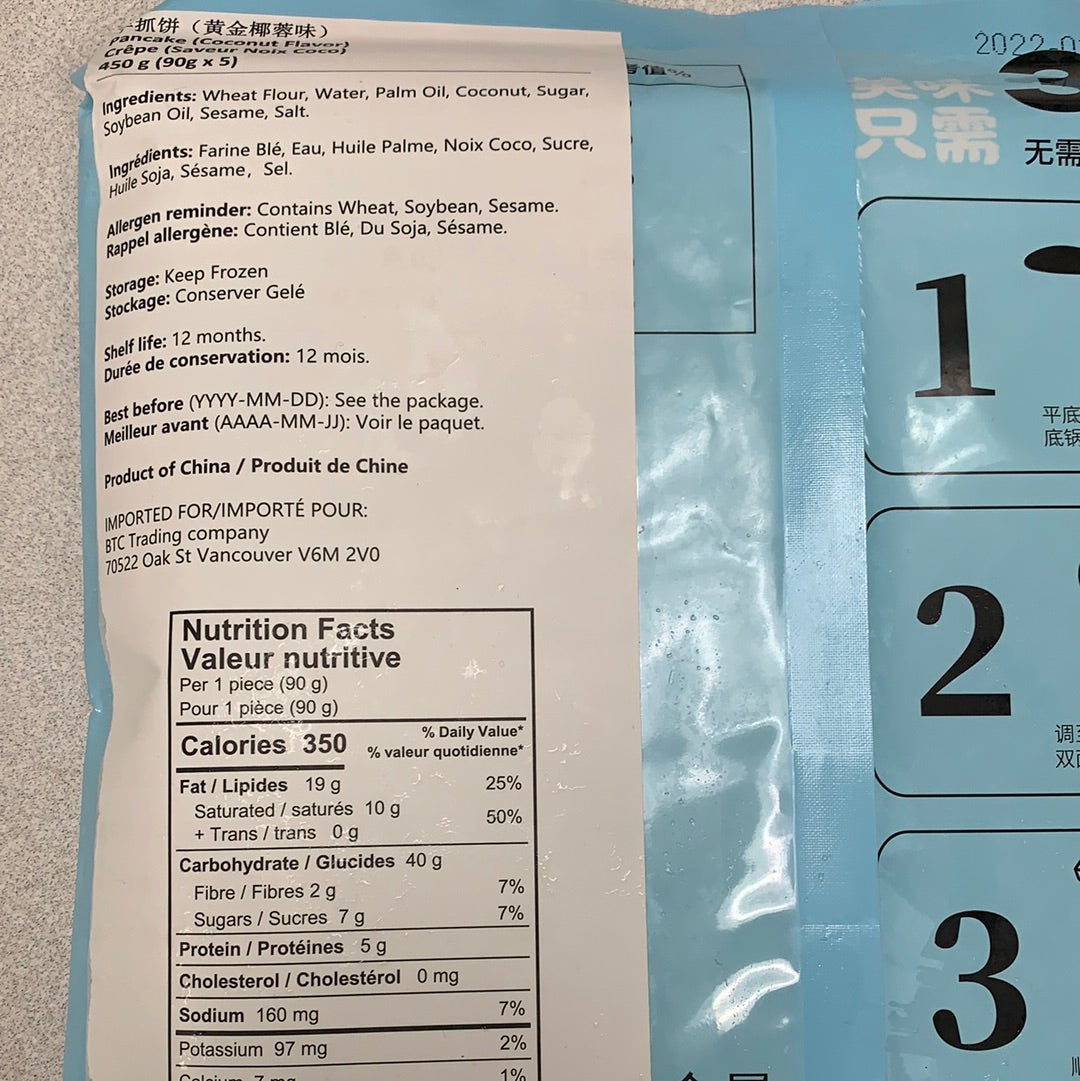 抓饼（黄金椰蓉味）
Pancake (Coconut Flavor)
Crêpe (Saveur Noix Coco)
450 g (90g x 5)
Ingredients: Wheat Flour, Water, Palm Oil, Coconut, Sugar,
Soybean Oil, Sesame, Salt.
Ingrédients: Farine Blé, Eau, Huile Palme, Noix Coco, Sucre,
Huile Soja, Sésame, Sel.
Allergen reminder: Contains Wheat, Soybean, Sesame.
Rappel allergène: Contient Blé, Du Soja, Sésame.
Storage: Keep Frozen
Stockage: Conserver Gelé
Shelf life: 12 months.
Durée de conservation: 12 mois.
Best before (YYYY-MM-DD): See the package.
Meilleur avant (AAAA-MM-JJ): Voir le paquet.
Product of China / Produit de Chine
IMPORTED FOR/IMPORTÉ POUR:
BTC Trading company
70522 Oak St Vancouver V6M 2V0
Nutrition Facts
Valeur nutritive
Per 1 piece (90 g)
Pour 1 pièce (90 g)
% Daily Value*
Calories 350 % valeur quotidienne*
Fat / Lipides 19 g 25%
Saturated / saturés 10 g 50%
+ Trans / trans 0 g
Carbohydrate / Glucides 40 g
Fibre / Fibres 2 g 7%
Sugars / Sucres 7 g 7%
Protein / Protéines 5 g
Cholesterol / Cholestérol 0 mg
Sodium 160 mg 7%
Potassium 97 mg 2%
Calcium 7 mg 1%
值%
2022-0
美味 3
只需 无需
1
平底
底锅
2
调至
双面
3